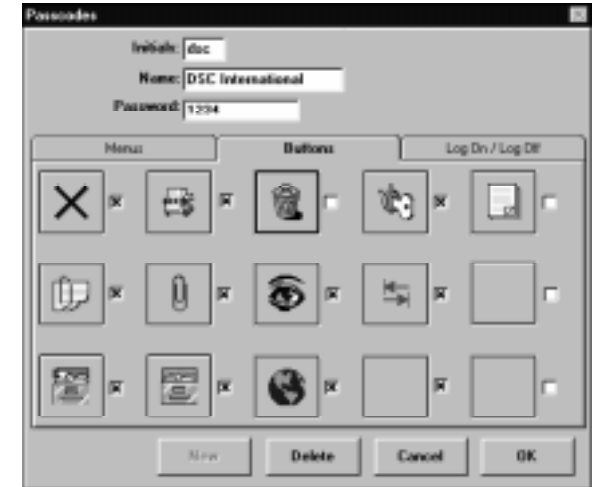 Passcodes
Initials: dsc
Name: DSC International
Password: 1234
Menus Buttons Log On / Log Off
New Delete Cancel OK